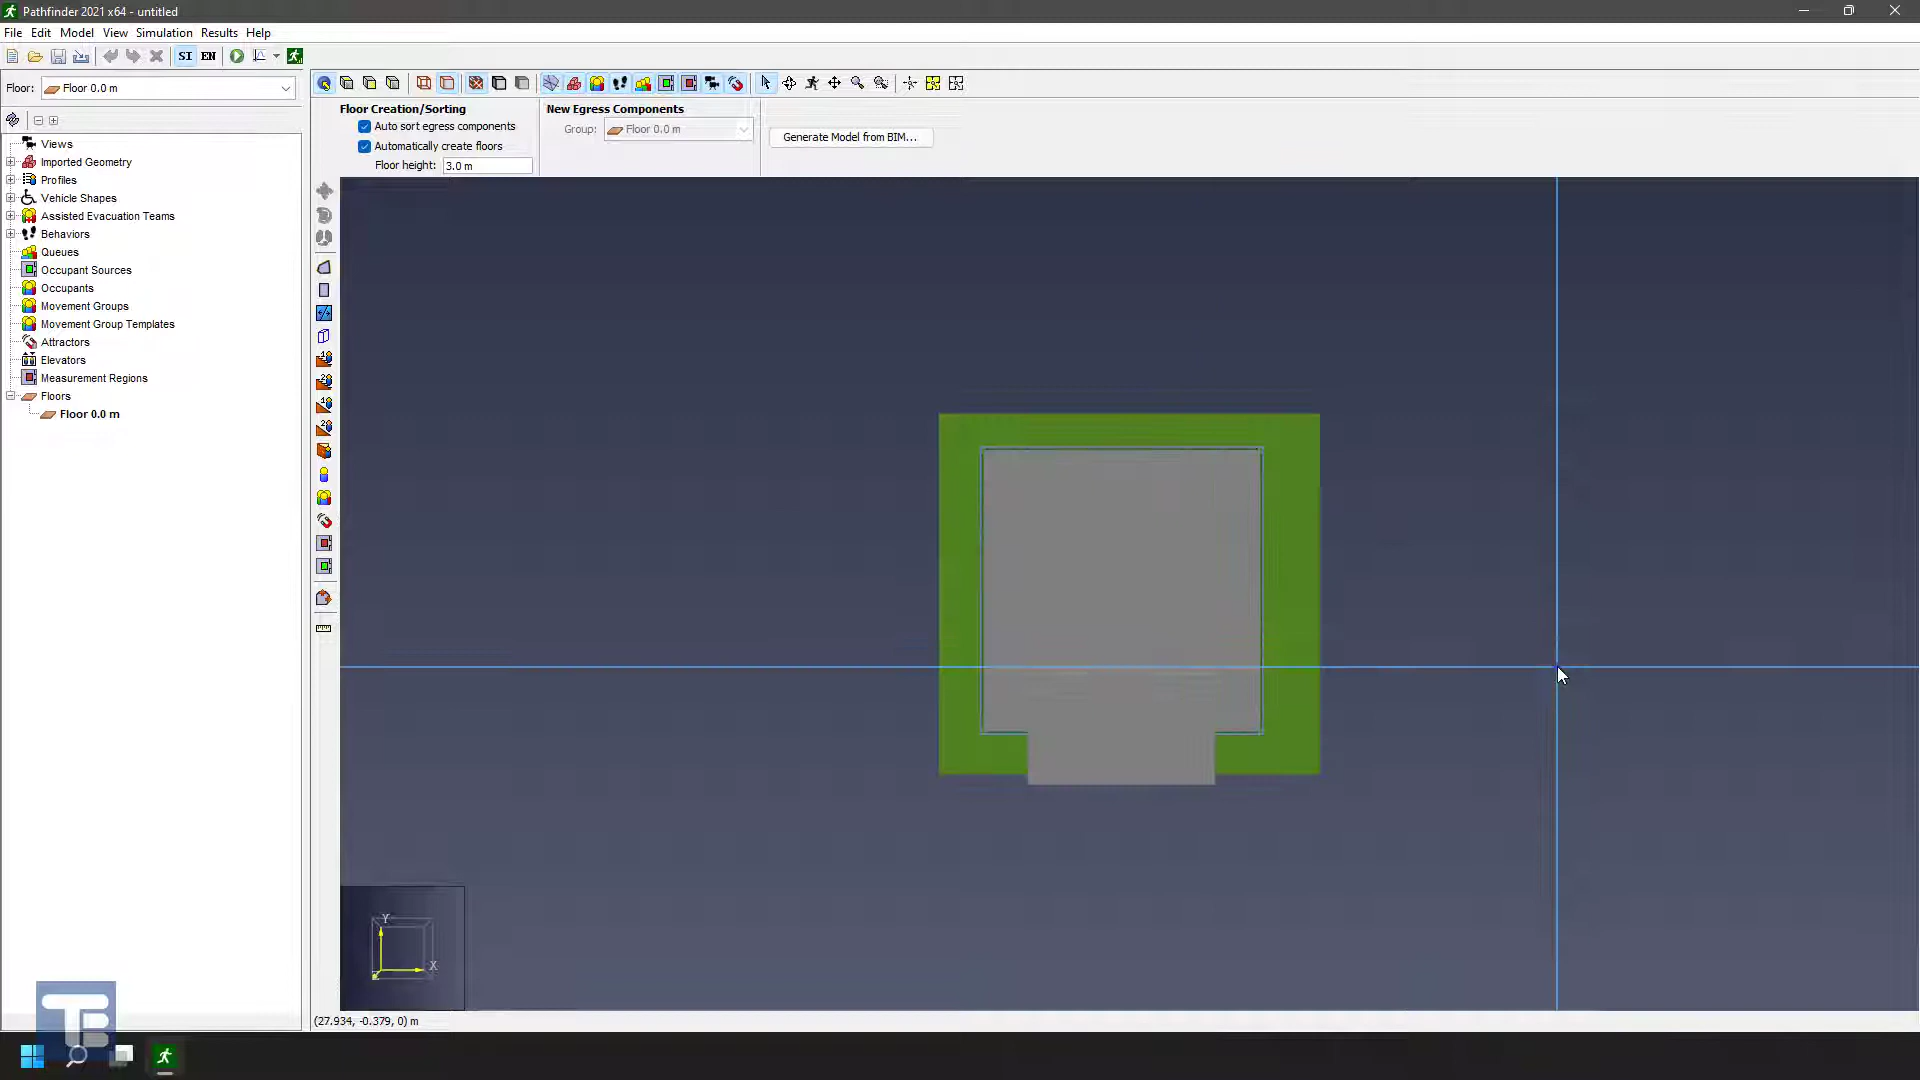 Pathfinder 2021 x64 - untitled
File Edit Model View Simulation Results Help
SI EN
Floor: Floor 0.0 m
Floor Creation/Sorting
Auto sort egress components
Automatically create floors
Floor height: 3.0 m
New Egress Components
Group: Floor 0.0 m
Generate Model from BIM...
Views
Imported Geometry
Profiles
Vehicle Shapes
Assisted Evacuation Teams
Behaviors
Queues
Occupant Sources
Occupants
Movement Groups
Movement Group Templates
Attractors
Elevators
Measurement Regions
Floors
Floor 0.0 m
Y
X
Z
(27.934, -0.379, 0) m
TB